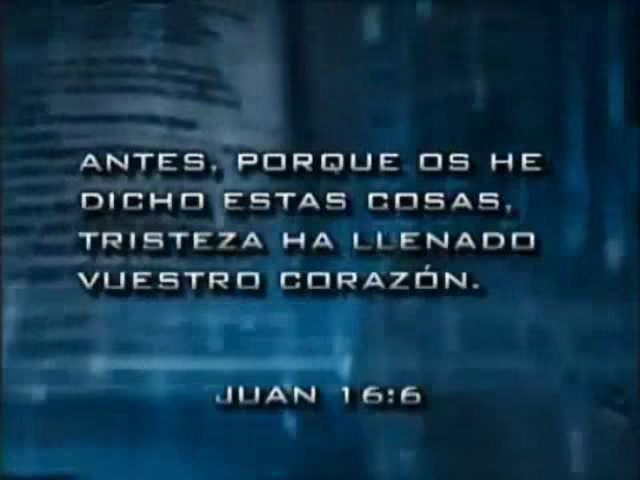 ANTES, PORQUE OS HE
DICHO ESTAS COSAS,
TRISTEZA HA LLENADO
VUESTRO CORAZÓN.
JUAN 16:6